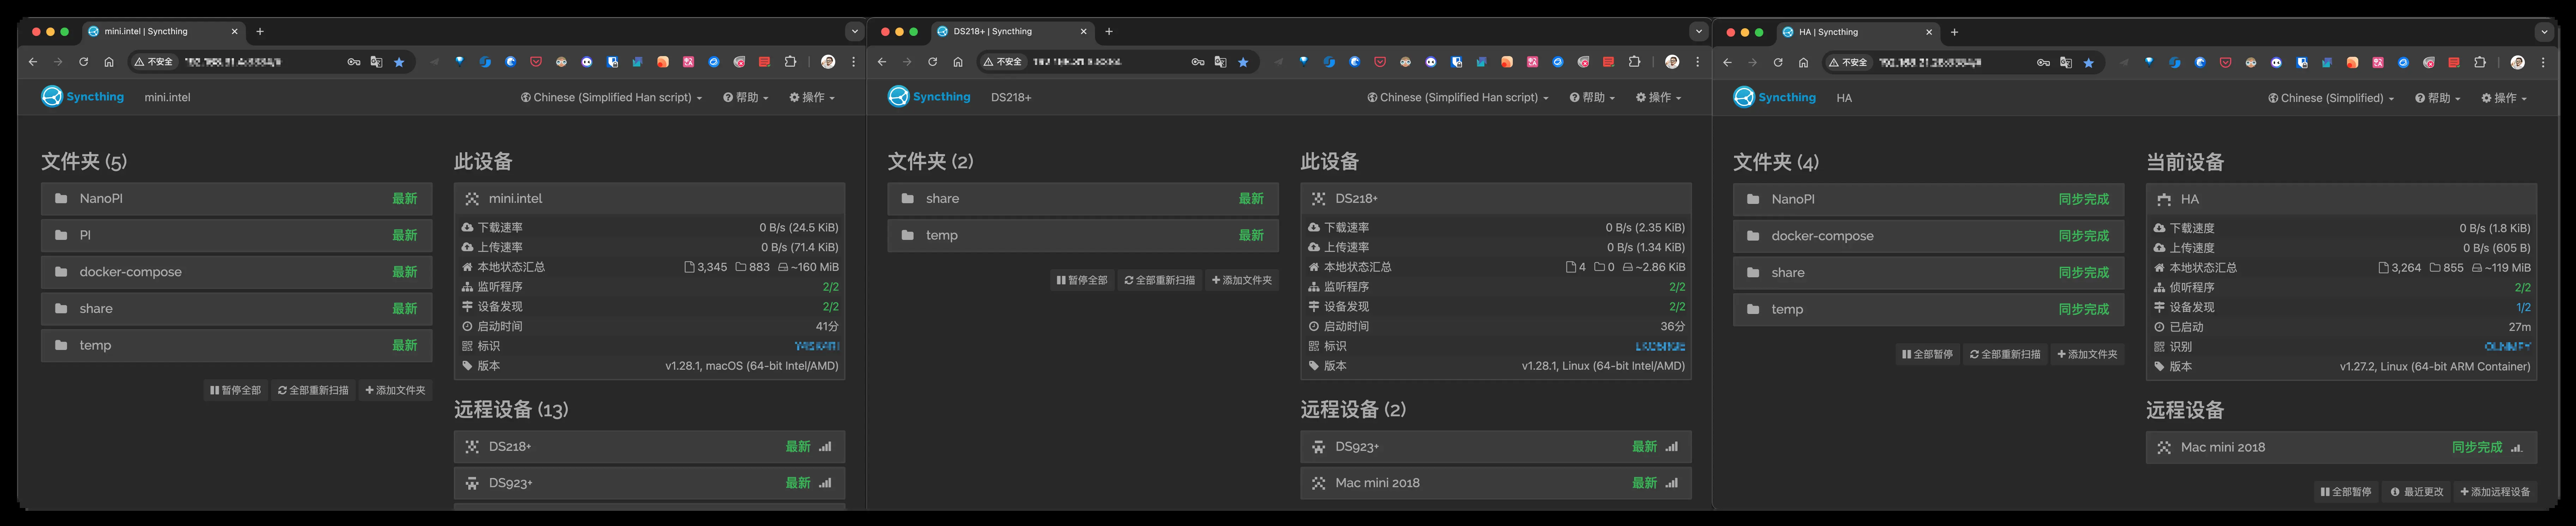 mini.intel | Syncthing
不安全
Syncthing
mini.intel
Chinese (Simplified Han script)
帮助
操作
文件夹 (5)
NanoPI 最新
PI 最新
docker-compose 最新
share 最新
temp 最新
暂停全部 全部重新扫描 添加文件夹
此设备
mini.intel
下载速率 0 B/s (24.5 KiB)
上传速率 0 B/s (71.4 KiB)
本地状态汇总 3,345 883 ~160 MiB
监听程序 2/2
设备发现 2/2
启动时间 41分
标识
版本 v1.28.1, macOS (64-bit Intel/AMD)
远程设备 (13)
DS218+ 最新
DS923+ 最新
DS218+ | Syncthing
不安全
Syncthing
DS218+
Chinese (Simplified Han script)
帮助
操作
文件夹 (2)
share 最新
temp 最新
暂停全部 全部重新扫描 添加文件夹
此设备
DS218+
下载速率 0 B/s (2.35 KiB)
上传速率 0 B/s (1.34 KiB)
本地状态汇总 4 0 ~2.86 KiB
监听程序 2/2
设备发现 2/2
启动时间 36分
标识
版本 v1.28.1, Linux (64-bit Intel/AMD)
远程设备 (2)
DS923+ 最新
Mac mini 2018 最新
HA | Syncthing
不安全
Syncthing
HA
Chinese (Simplified)
帮助
操作
文件夹 (4)
NanoPI 同步完成
docker-compose 同步完成
share 同步完成
temp 同步完成
全部暂停 全部重新扫描 添加文件夹
当前设备
HA
下载速度 0 B/s (1.8 KiB)
上传速度 0 B/s (605 B)
本地状态汇总 3,264 855 ~119 MiB
侦听程序 2/2
设备发现 1/2
已启动 27m
识别
版本 v1.27.2, Linux (64-bit ARM Container)
远程设备
Mac mini 2018 同步完成
全部暂停 最近更改 添加远程设备